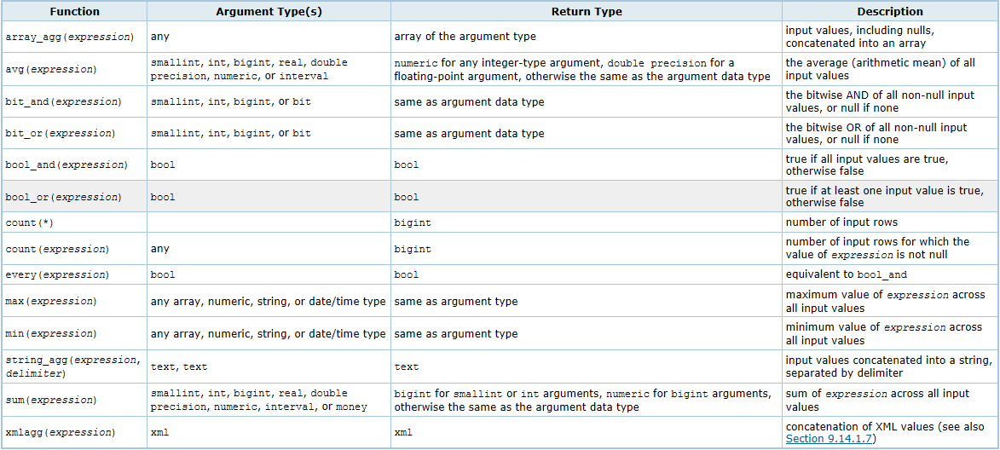 Function Argument Type(s) Return Type Description
array_agg(expression) any array of the argument type input values, including nulls,
concatenated into an array
avg(expression) smallint, int, bigint, real, double numeric for any integer-type argument, double precision for a the average (arithmetic mean) of all
precision, numeric, or interval floating-point argument, otherwise the same as the argument data type input values
bit_and(expression) smallint, int, bigint, or bit same as argument data type the bitwise AND of all non-null input
values, or null if none
bit_or(expression) smallint, int, bigint, or bit same as argument data type the bitwise OR of all non-null input
values, or null if none
bool_and(expression) bool bool true if all input values are true,
otherwise false
bool_or(expression) bool bool true if at least one input value is true,
otherwise false
count(*) bigint number of input rows
count(expression) any bigint number of input rows for which the
value of expression is not null
every(expression) bool bool equivalent to bool_and
max(expression) any array, numeric, string, or date/time type same as argument type maximum value of expression across
all input values
min(expression) any array, numeric, string, or date/time type same as argument type minimum value of expression across
all input values
string_agg(expression, text, text text input values concatenated into a string,
delimiter) separated by delimiter
sum(expression) smallint, int, bigint, real, double bigint for smallint or int arguments, numeric for bigint arguments, sum of expression across all input
precision, numeric, interval, or money otherwise the same as the argument data type values
xmlagg(expression) xml xml concatenation of XML values (see also
Section 9.14.1.7)